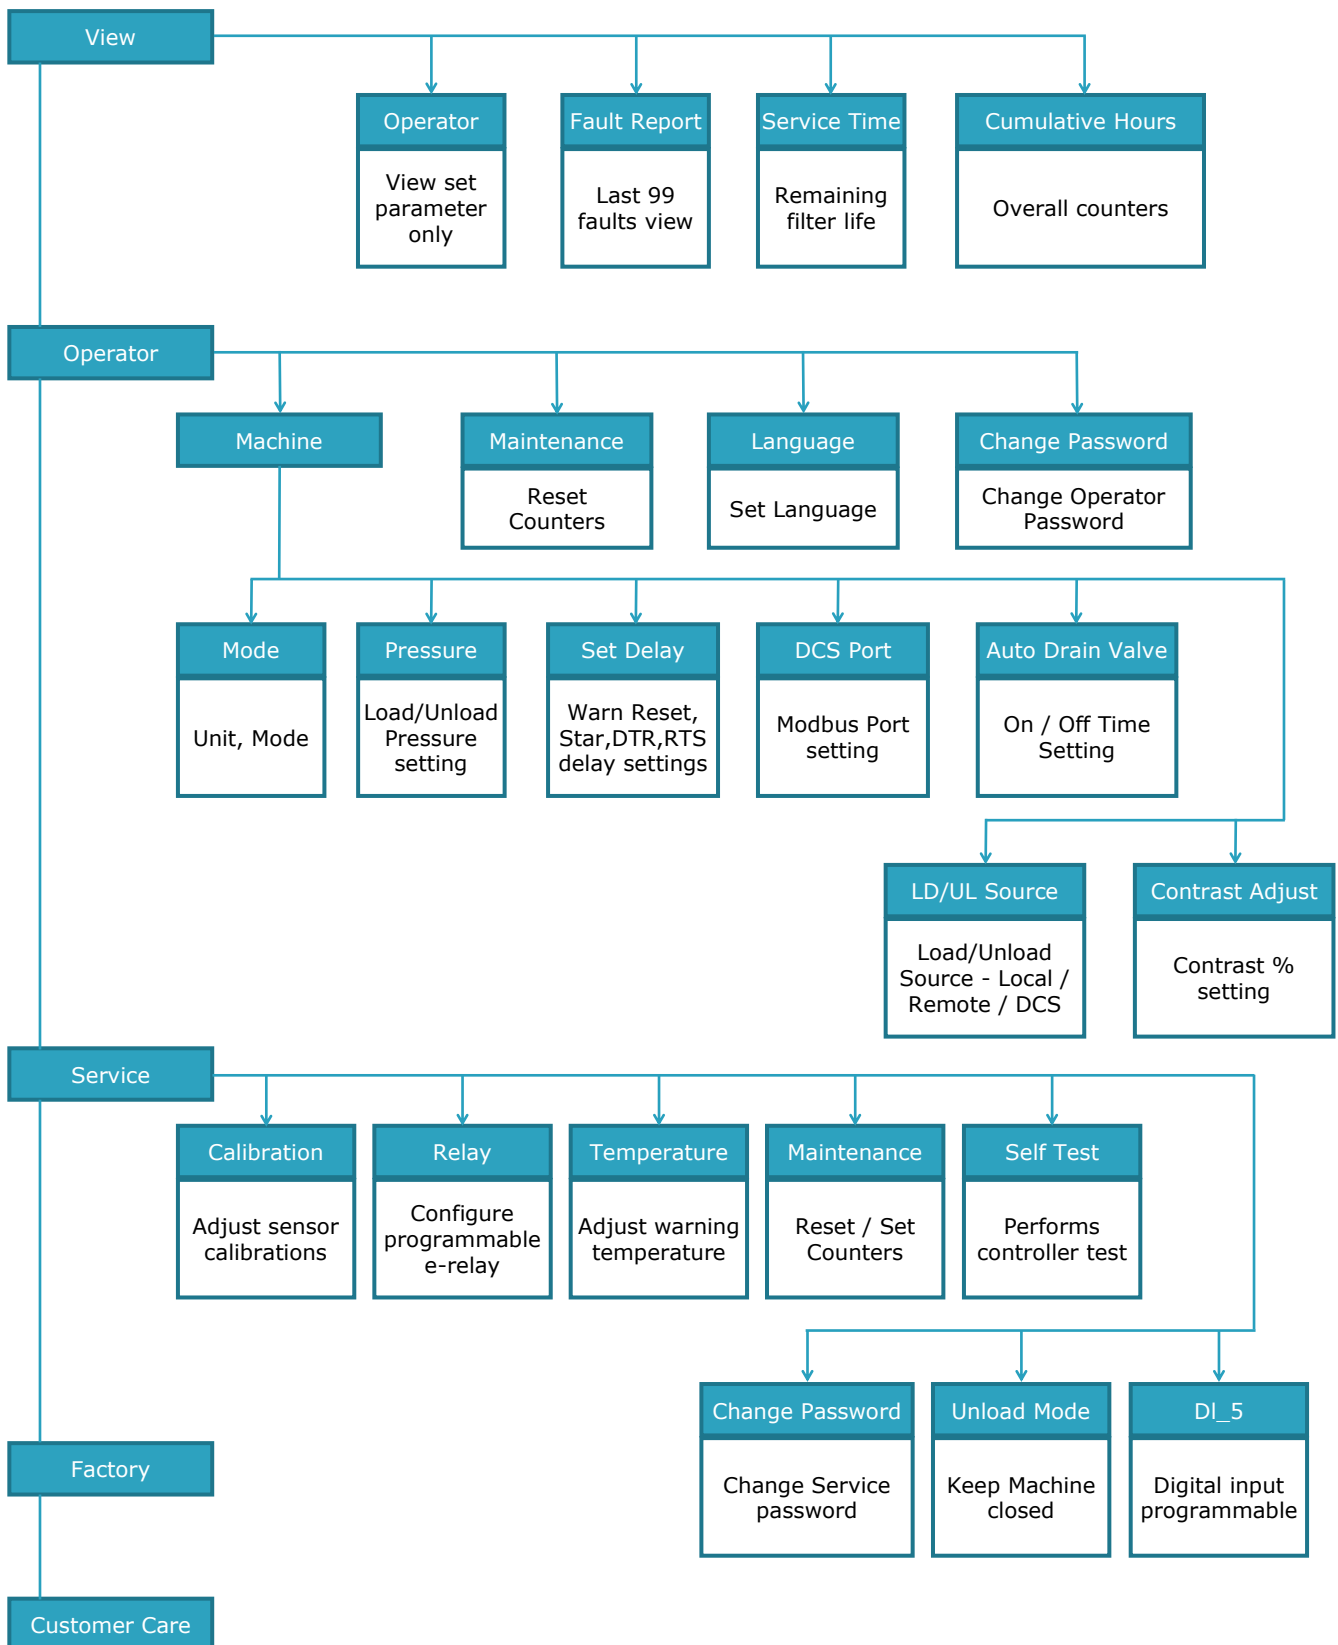 View
Operator
Fault Report
Service Time
Cumulative Hours
View set
parameter
only
Last 99
faults view
Remaining
filter life
Overall counters
Operator
Machine
Maintenance
Language
Change Password
Reset
Counters
Set Language
Change Operator
Password
Mode
Pressure
Set Delay
DCS Port
Auto Drain Valve
Unit, Mode
Load/Unload
Pressure
setting
Warn Reset,
Star,DTR,RTS
delay settings
Modbus Port
setting
On / Off Time
Setting
LD/UL Source
Contrast Adjust
Load/Unload
Source - Local /
Remote / DCS
Contrast %
setting
Service
Calibration
Relay
Temperature
Maintenance
Self Test
Adjust sensor
calibrations
Configure
programmable
e-relay
Adjust warning
temperature
Reset / Set
Counters
Performs
controller test
Change Password
Unload Mode
Dl_5
Change Service
password
Keep Machine
closed
Digital input
programmable
Factory
Customer Care